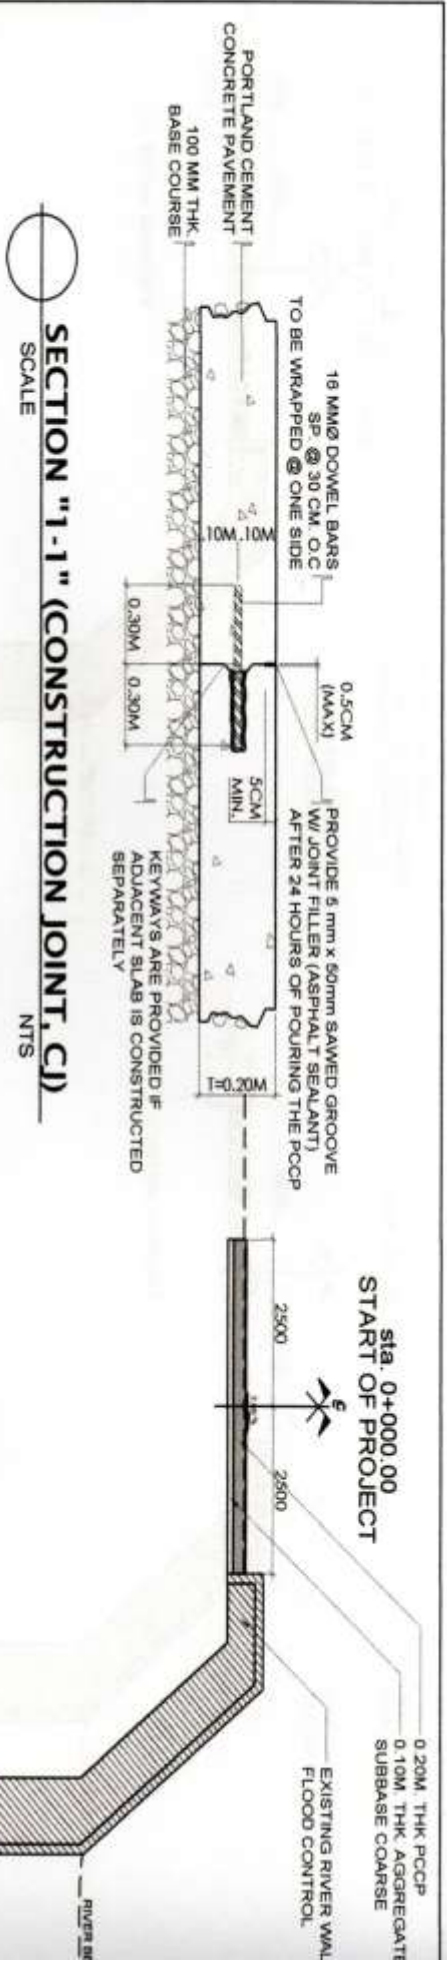 PORTLAND CEMENT
CONCRETE PAVEMENT
100 MM THK.
BASE COURSE
16 MMØ DOWEL BARS
SP. @ 30 CM. O.C
TO BE WRAPPED @ ONE SIDE
.10M .10M
0.30M 0.30M
0.5CM
(MAX)
5CM
MIN.
PROVIDE 5 mm x 50mm SAWED GROOVE
W/ JOINT FILLER (ASPHALT SEALANT)
AFTER 24 HOURS OF POURING THE PCCP
KEYWAYS ARE PROVIDED IF
ADJACENT SLAB IS CONSTRUCTED
SEPARATELY
T=0.20M
SECTION "1-1" (CONSTRUCTION JOINT, CJ)
SCALE NTS
sta. 0+000.00
START OF PROJECT
2500 2500
0.20M. THK PCCP
0.10M. THK. AGGREGATE
SUBBASE COARSE
EXISTING RIVER WAL
FLOOD CONTROL
RIVER BE